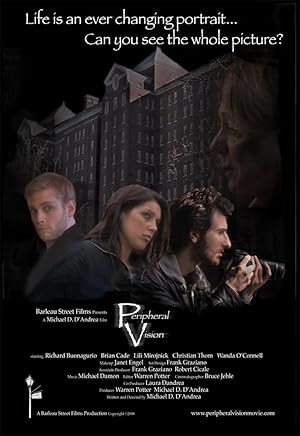 Life is an ever changing portrait...
Can you see the whole picture?
Barleau Street Films Presents
A Michael D. D'Andrea Film
Peripheral
Vision
starring Richard Buonagurio Brian Cade Lili Mirojnick Christian Thom Wanda O'Connell
Makeup Janet Engel Set Design Frank Graziano
Associate Producer Frank Graziano Robert Cicale
Music Michael Damon Editor Warren Potter Cinematographer Bruce Jehle
Co-Producer Laura Dandrea
Producer Warren Potter Michael D. D'Andrea
Written and Directed by Michael D. D'Andrea
A Barleau Street Films Production Copyright ©2008
www.peripheralvisionmovie.com